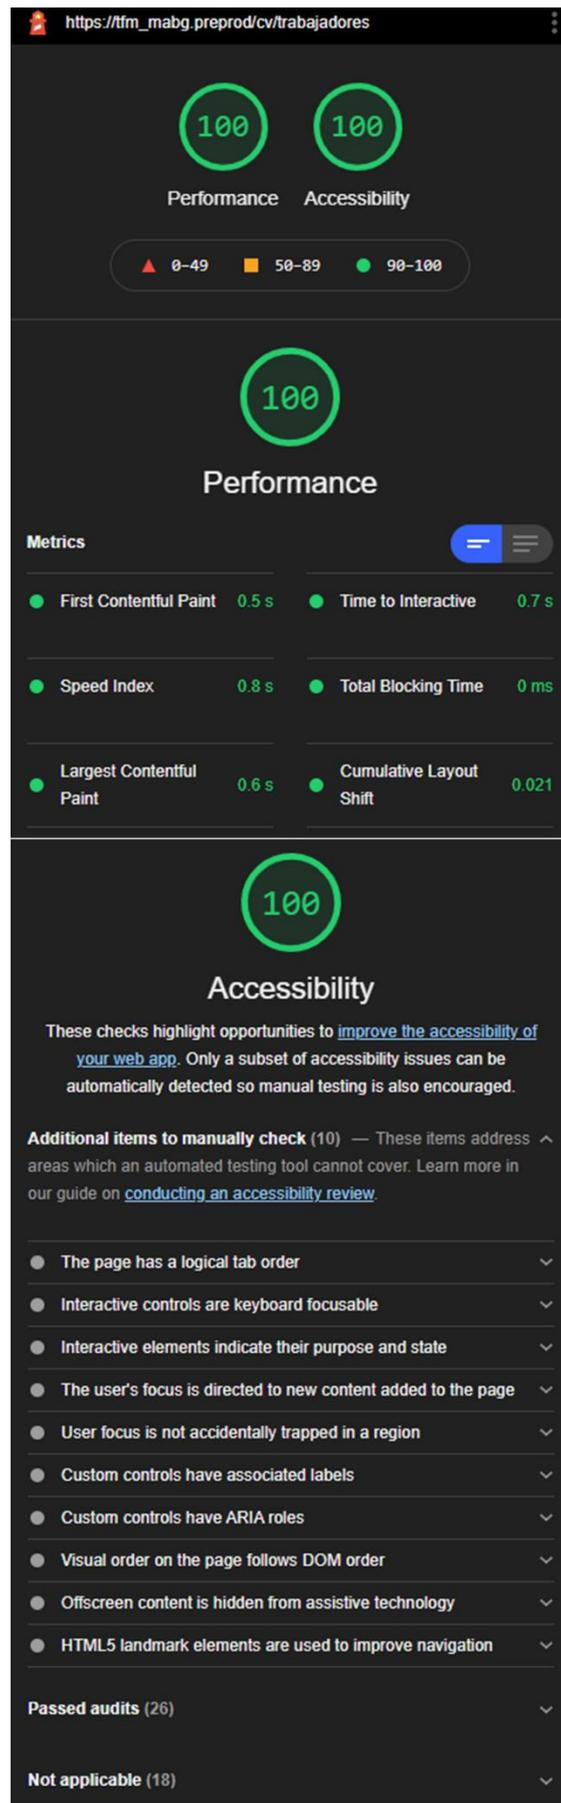 https://tfm_mabg.preprod/cv/trabajadores
100 100
Performance Accessibility
0-49 50-89 90-100
100
Performance
Metrics
First Contentful Paint 0.5 s
Time to Interactive 0.7 s
Speed Index 0.8 s
Total Blocking Time 0 ms
Largest Contentful
Paint 0.6 s
Cumulative Layout
Shift 0.021
100
Accessibility
These checks highlight opportunities to improve the accessibility of
your web app. Only a subset of accessibility issues can be
automatically detected so manual testing is also encouraged.
Additional items to manually check (10) — These items address
areas which an automated testing tool cannot cover. Learn more in
our guide on conducting an accessibility review.
The page has a logical tab order
Interactive controls are keyboard focusable
Interactive elements indicate their purpose and state
The user's focus is directed to new content added to the page
User focus is not accidentally trapped in a region
Custom controls have associated labels
Custom controls have ARIA roles
Visual order on the page follows DOM order
Offscreen content is hidden from assistive technology
HTML5 landmark elements are used to improve navigation
Passed audits (26)
Not applicable (18)